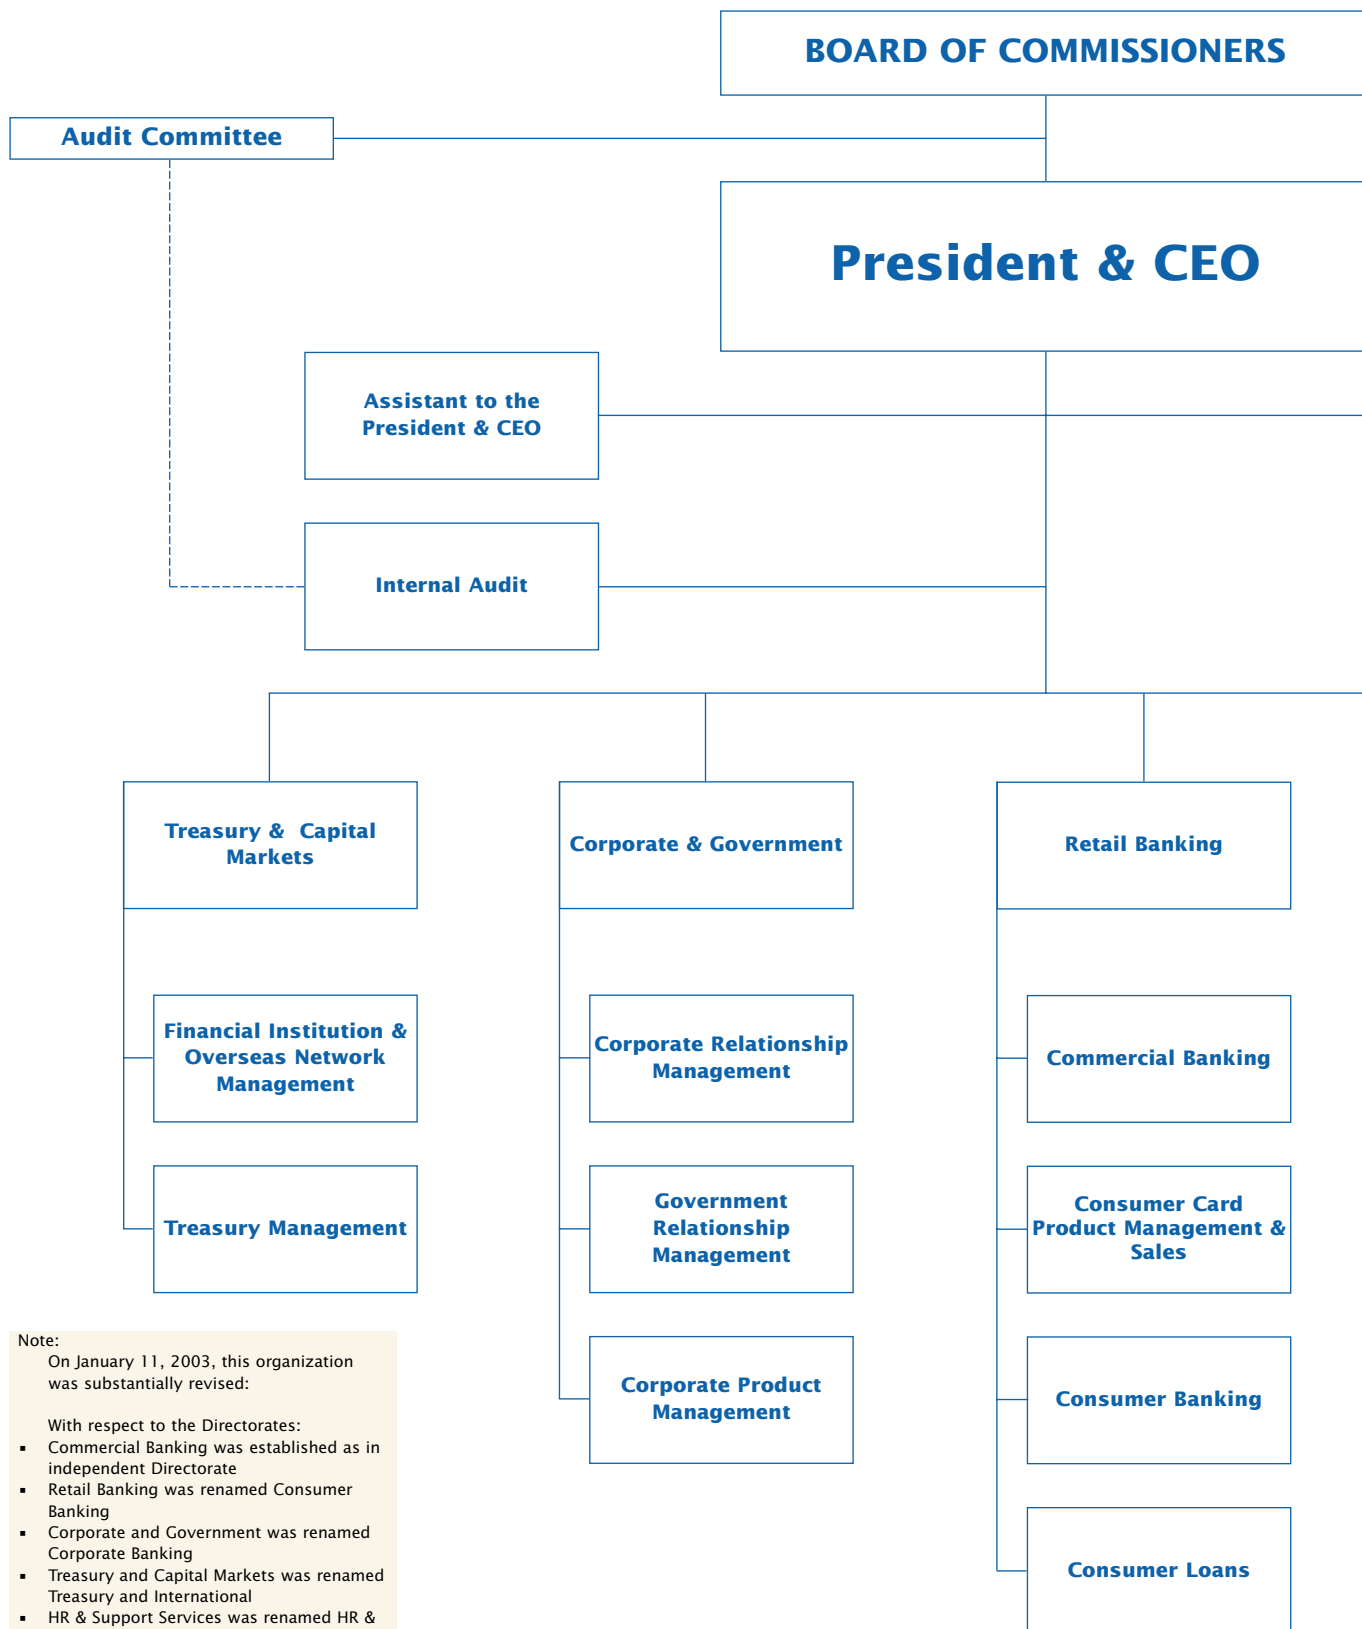 BOARD OF COMMISSIONERS
Audit Committee
President & CEO
Assistant to the
President & CEO
Internal Audit
Treasury &  Capital
Markets
Corporate & Government
Retail Banking
Financial Institution &
Overseas Network
Management
Corporate Relationship
Management
Commercial Banking
Treasury Management
Government
Relationship
Management
Consumer Card
Product Management &
Sales
Corporate Product
Management
Consumer Banking
Consumer Loans
Note:
On January 11, 2003, this organization
was substantially revised:
With respect to the Directorates:
▪ Commercial Banking was established as in
independent Directorate
▪ Retail Banking was renamed Consumer
Banking
▪ Corporate and Government was renamed
Corporate Banking
▪ Treasury and Capital Markets was renamed
Treasury and International
▪ HR & Support Services was renamed HR &